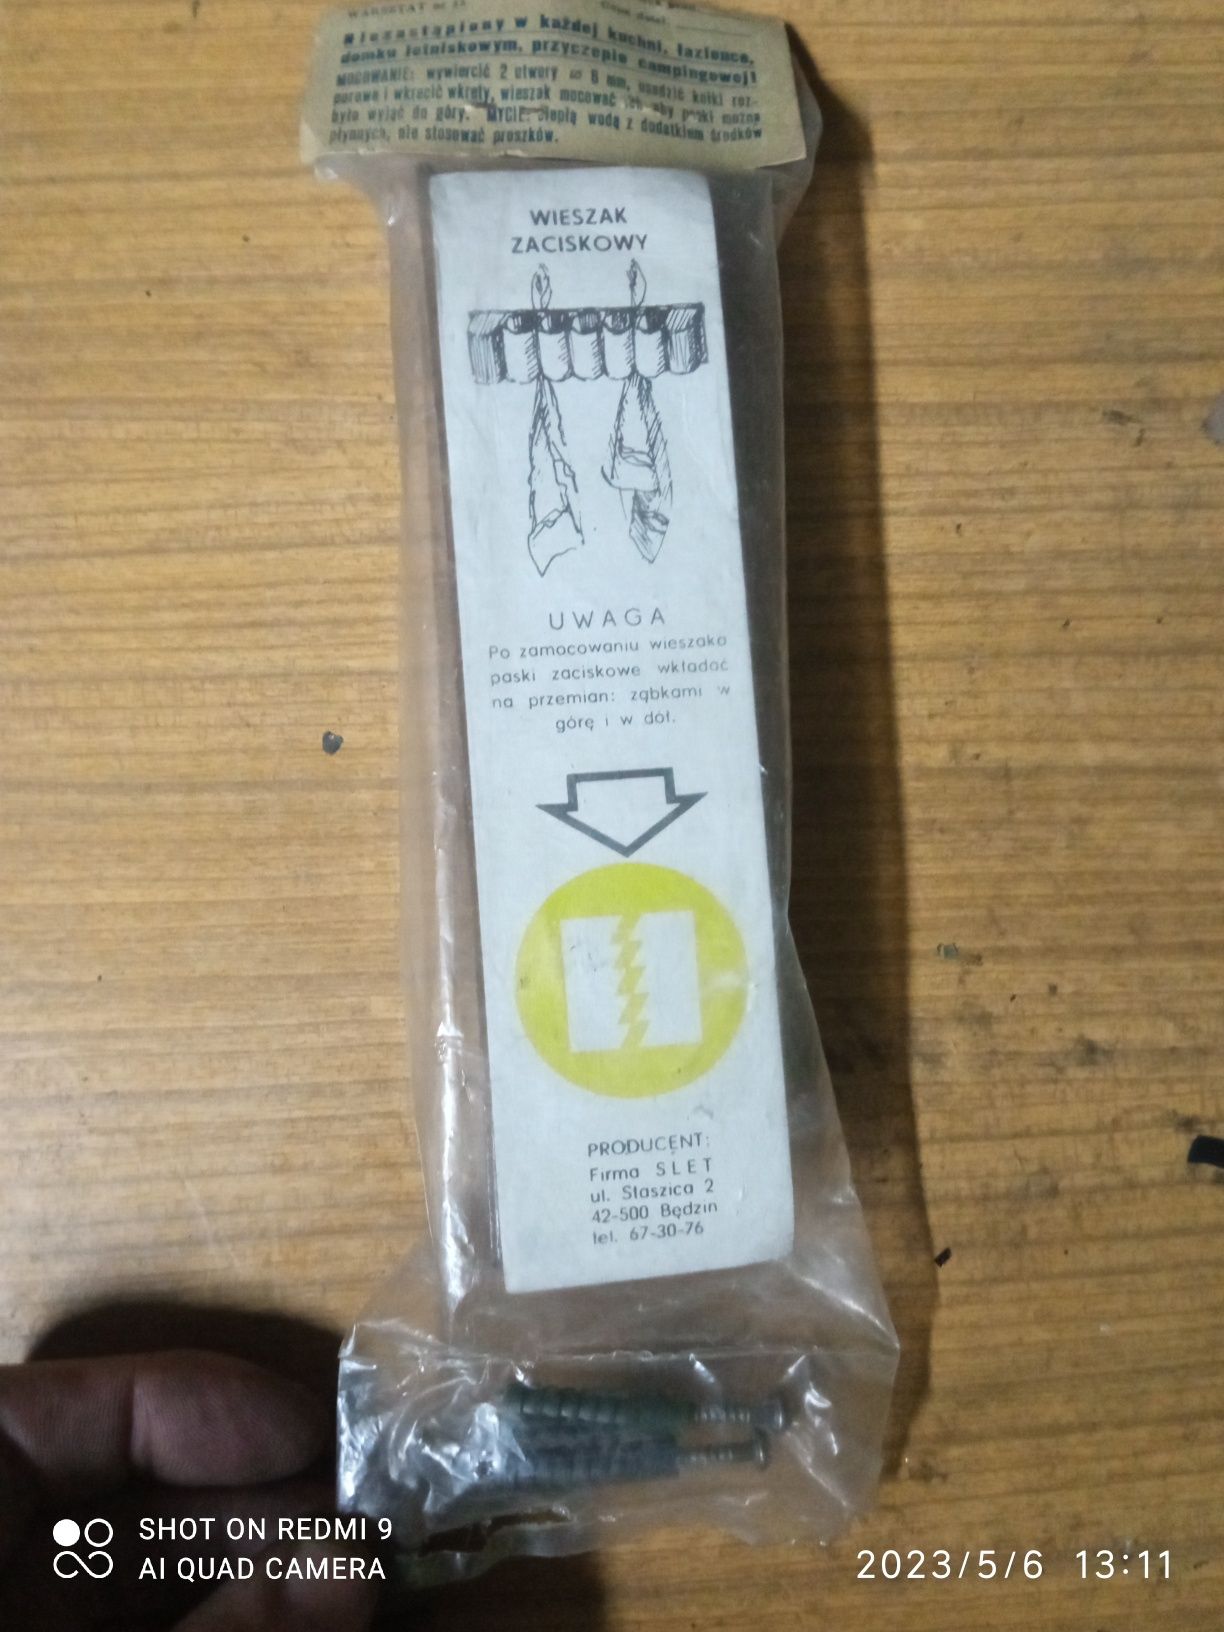 WARSZTAT nr
Niezastąpiony w każdej kuchni, łazience,
domku letniskowym, przyczepie campingowej!
MOCOWANIE: wywiercić 2 otwory ⌀ 8 mm, osadzić kołki roz-
porowe i wkręcić wkręty, wieszak mocować aby paski można
było wyjąć do góry. MYCIE: ciepłą wodą z dodatkiem środków
płynnych, nie stosować proszków.
WIESZAK
ZACISKOWY
UWAGA
Po zamocowaniu wieszaka
paski zaciskowe wkładać
na przemian: ząbkami w
górę i w dół.
PRODUCENT:
Firma SLET
ul. Staszica 2
42-500 Będzin
tel. 67-30-76
SHOT ON REDMI 9
AI QUAD CAMERA
2023/5/6 13:11